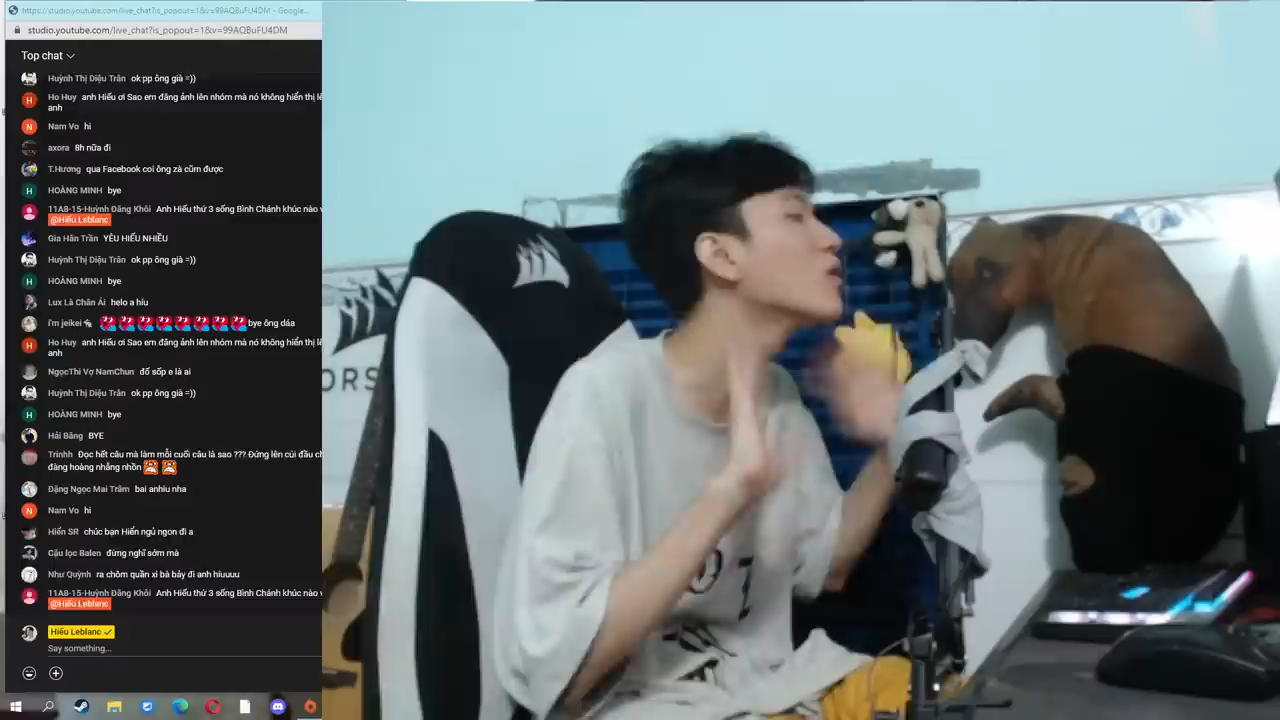 https://studio.youtube.com/live_chat?is_popout=1&v=99AQBuFU4DM - Google...
studio.youtube.com/live_chat?is_popout=1&v=99AQBuFU4DM
Top chat
Huỳnh Thị Diệu Trân ok pp ông già =))
Ho Huy anh Hiếu ơi Sao em đăng ảnh lên nhóm mà nó không hiển thị
anh
Nam Vo hi
axora 8h nữa đi
T.Hương qua Facebook coi ông zà cũm được
HOÀNG MINH bye
11A8-15-Huỳnh Đăng Khôi Anh Hiếu thứ 3 sống Bình Chánh khúc nào
@Hiếu Leblanc
Gia Hân Trần YÊU HIẾU NHIỀU
Huỳnh Thị Diệu Trân ok pp ông già =))
HOÀNG MINH bye
Lux Là Chân Ái helo a híu
i'm jeikei bye ông dáa
Ho Huy anh Hiếu ơi Sao em đăng ảnh lên nhóm mà nó không hiển thị
anh
NgọcThi Vợ NamChun đố sốp e là ai
Huỳnh Thị Diệu Trân ok pp ông già =))
HOÀNG MINH bye
Hải Băng BYE
Trinhh Đọc hết câu mà làm mỗi cuối câu là sao ??? Đứng lên cúi đầu
đàng hoàng nhẳng nhồn
Đặng Ngọc Mai Trâm bai anhiu nha
Nam Vo hi
Hiển SR chúc bạn Hiển ngủ ngon đi a
Cậu lọc Balen đừng nghĩ sớm mà
Như Quỳnh ra chôm quần xì bà bảy đi anh hiuuuu
11A8-15-Huỳnh Đăng Khôi Anh Hiếu thứ 3 sống Bình Chánh khúc nào
@Hiếu Leblanc
Hiếu Leblanc
Say something...
ORS